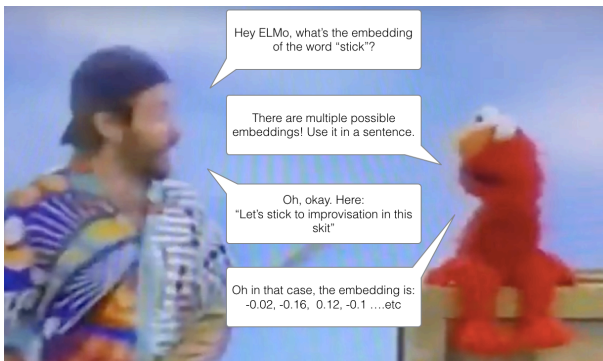 Hey ELMo, what's the embedding
of the word "stick"?
There are multiple possible
embeddings! Use it in a sentence.
Oh, okay. Here:
"Let's stick to improvisation in this
skit"
Oh in that case, the embedding is:
-0.02, -0.16, 0.12, -0.1 ....etc